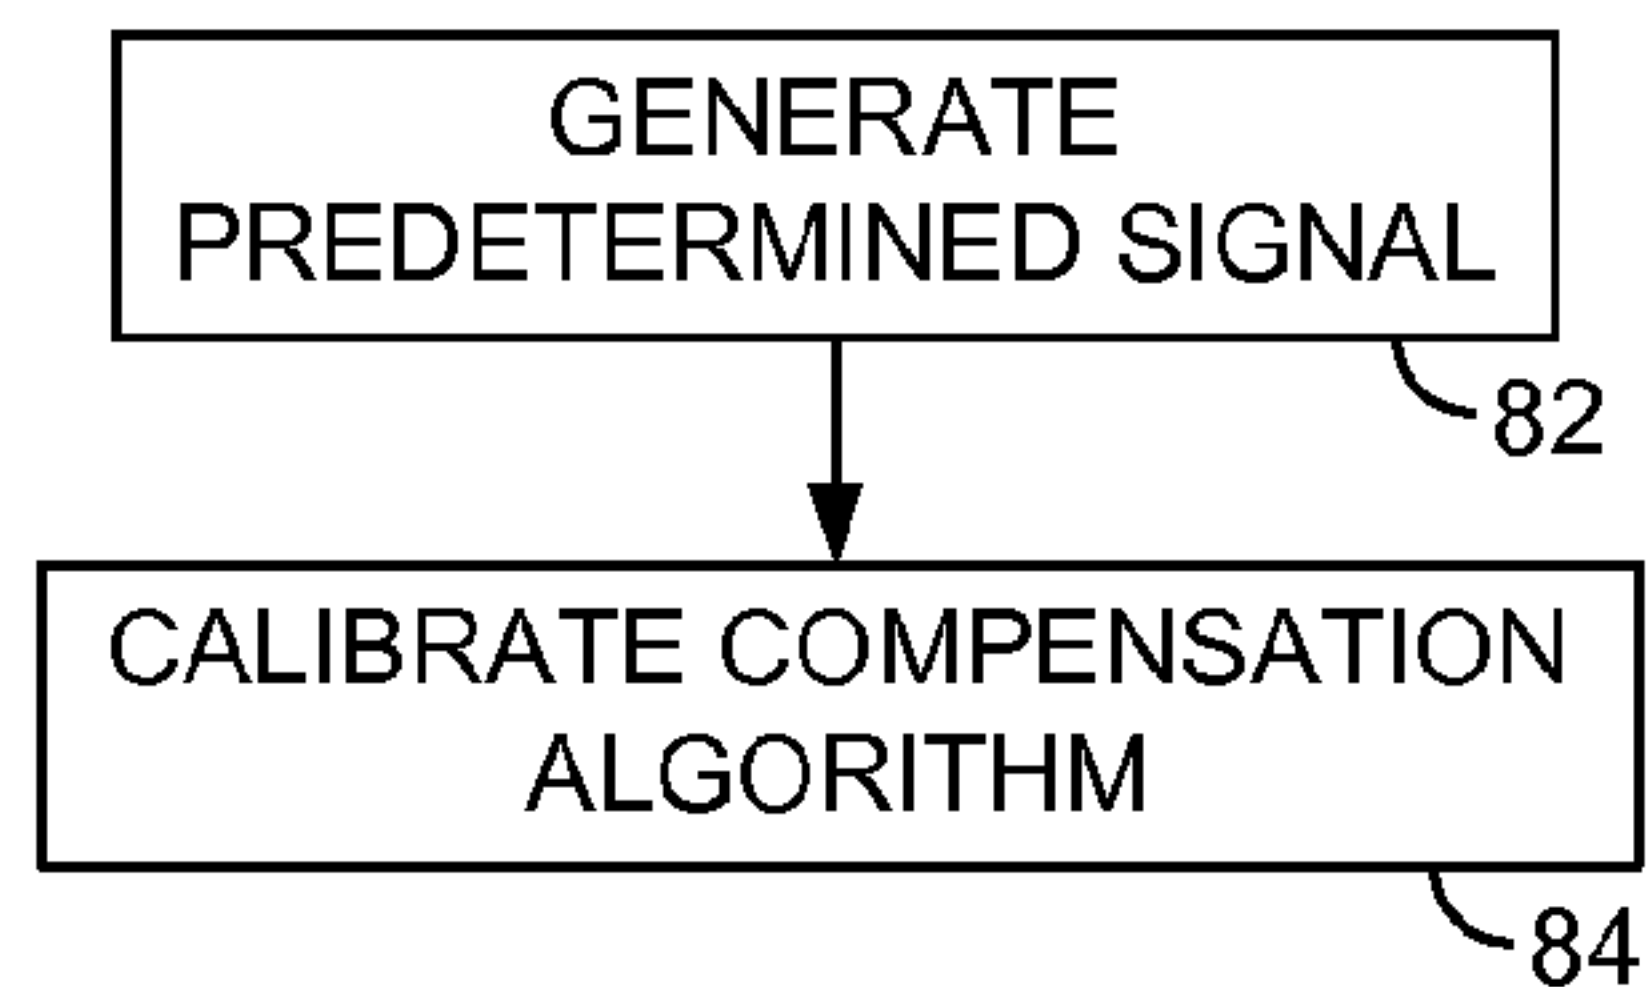 GENERATE
PREDETERMINED SIGNAL
82
CALIBRATE COMPENSATION
ALGORITHM
84